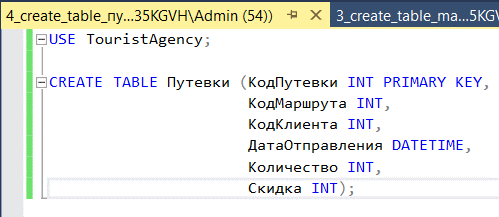 4_create_table_пу...35KGVH\Admin (54))
3_create_table_ma...5KGV
USE TouristAgency;
CREATE TABLE Путевки (КодПутевки INT PRIMARY KEY,
КодМаршрута INT,
КодКлиента INT,
ДатаОтправления DATETIME,
Количество INT,
Скидка INT);